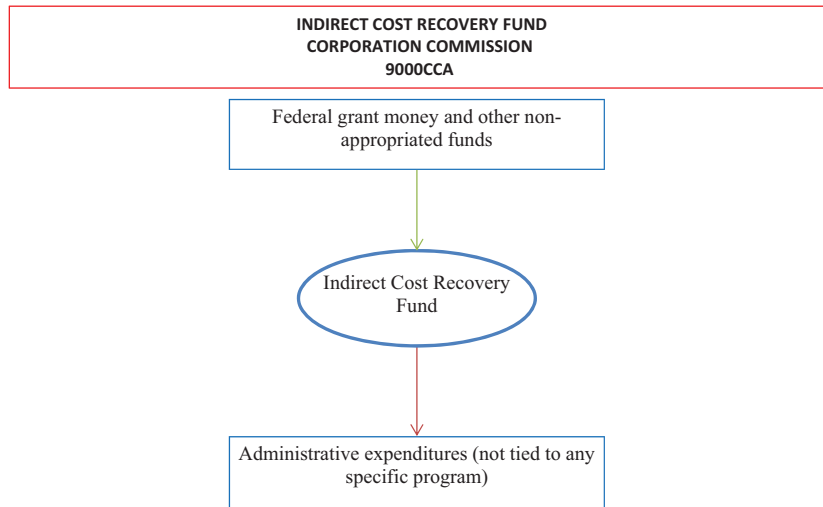 INDIRECT COST RECOVERY FUND
CORPORATION COMMISSION
9000CCA
Federal grant money and other non-
appropriated funds
Indirect Cost Recovery
Fund
Administrative expenditures (not tied to any
specific program)